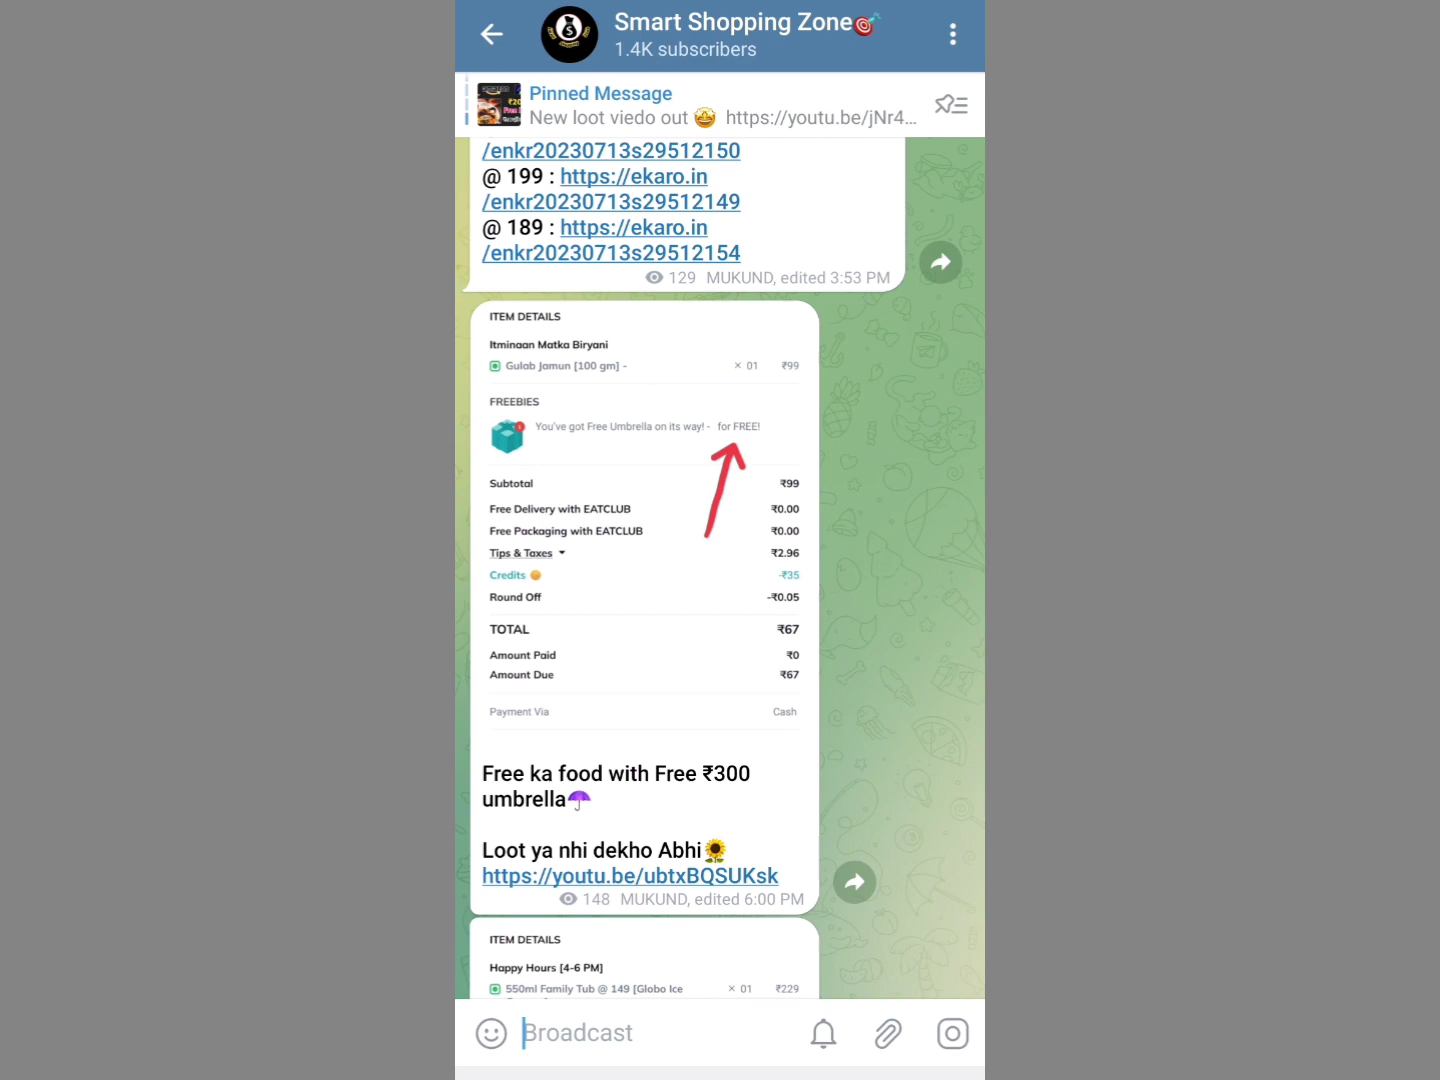 Smart Shopping Zone🎯
1.4K subscribers
Pinned Message
New loot viedo out 🤩 https://youtu.be/jNr4...
/enkr20230713s29512150
@ 199 : https://ekaro.in
/enkr20230713s29512149
@ 189 : https://ekaro.in
/enkr20230713s29512154
129 MUKUND, edited 3:53 PM
ITEM DETAILS
Itminaan Matka Biryani
Gulab Jamun [100 gm] - × 01 ₹99
FREEBIES
You've got Free Umbrella on its way! - for FREE!
Subtotal ₹99
Free Delivery with EATCLUB ₹0.00
Free Packaging with EATCLUB ₹0.00
Tips & Taxes ₹2.96
Credits -₹35
Round Off -₹0.05
TOTAL ₹67
Amount Paid ₹0
Amount Due ₹67
Payment Via Cash
Free ka food with Free ₹300
umbrella☂️
Loot ya nhi dekho Abhi🌻
https://youtu.be/ubtxBQSUKsk
148 MUKUND, edited 6:00 PM
ITEM DETAILS
Happy Hours [4-6 PM]
550ml Family Tub @ 149 [Globo Ice × 01 ₹229
Broadcast